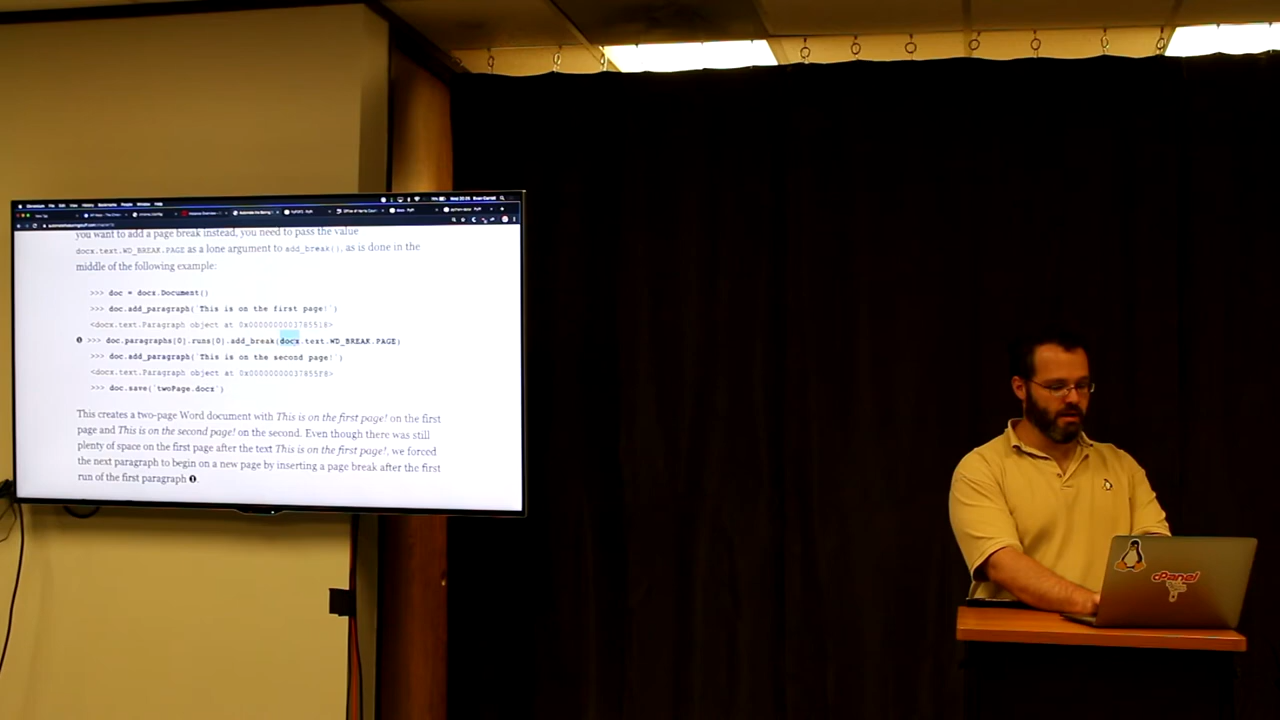 you want to add a page break instead, you need to pass the value
docx.text.WD_BREAK.PAGE as a lone argument to add_break(), as is done in the
middle of the following example:
>>> doc = docx.Document()
>>> doc.add_paragraph('This is on the first page!')
<docx.text.Paragraph object at 0x0000000003785518>
❶ >>> doc.paragraphs[0].runs[0].add_break(docx.text.WD_BREAK.PAGE)
>>> doc.add_paragraph('This is on the second page!')
<docx.text.Paragraph object at 0x00000000037855F8>
>>> doc.save('twoPage.docx')
This creates a two-page Word document with This is on the first page! on the first
page and This is on the second page! on the second. Even though there was still
plenty of space on the first page after the text This is on the first page!, we forced
the next paragraph to begin on a new page by inserting a page break after the first
run of the first paragraph ❶.
cPanel